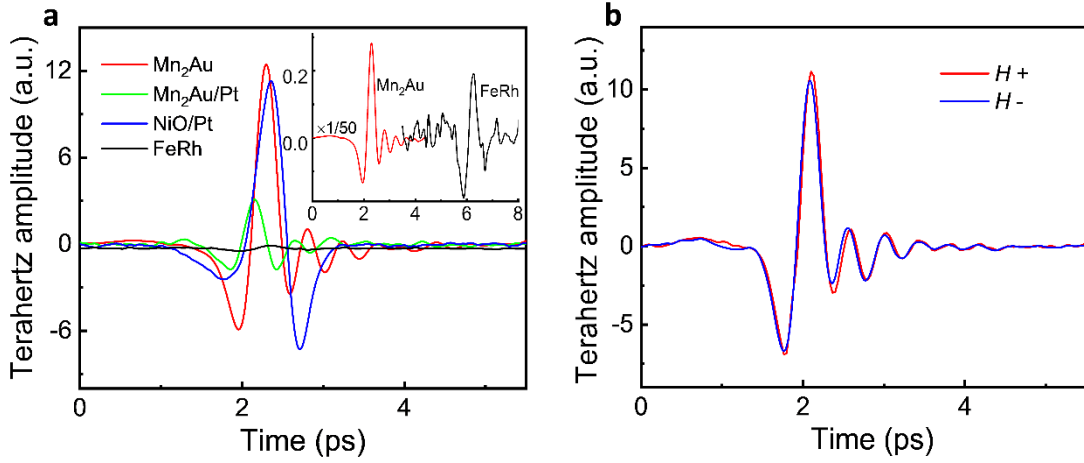 a
Terahertz amplitude (a.u.)
12
6
0
-6
0
2
4
Time (ps)
Mn₂Au
Mn₂Au/Pt
NiO/Pt
FeRh
0.2
0.0
×1/50
Mn₂Au
FeRh
0 2 4 6 8
b
Terahertz amplitude (a.u.)
10
5
0
-5
0
2
4
Time (ps)
H +
H -